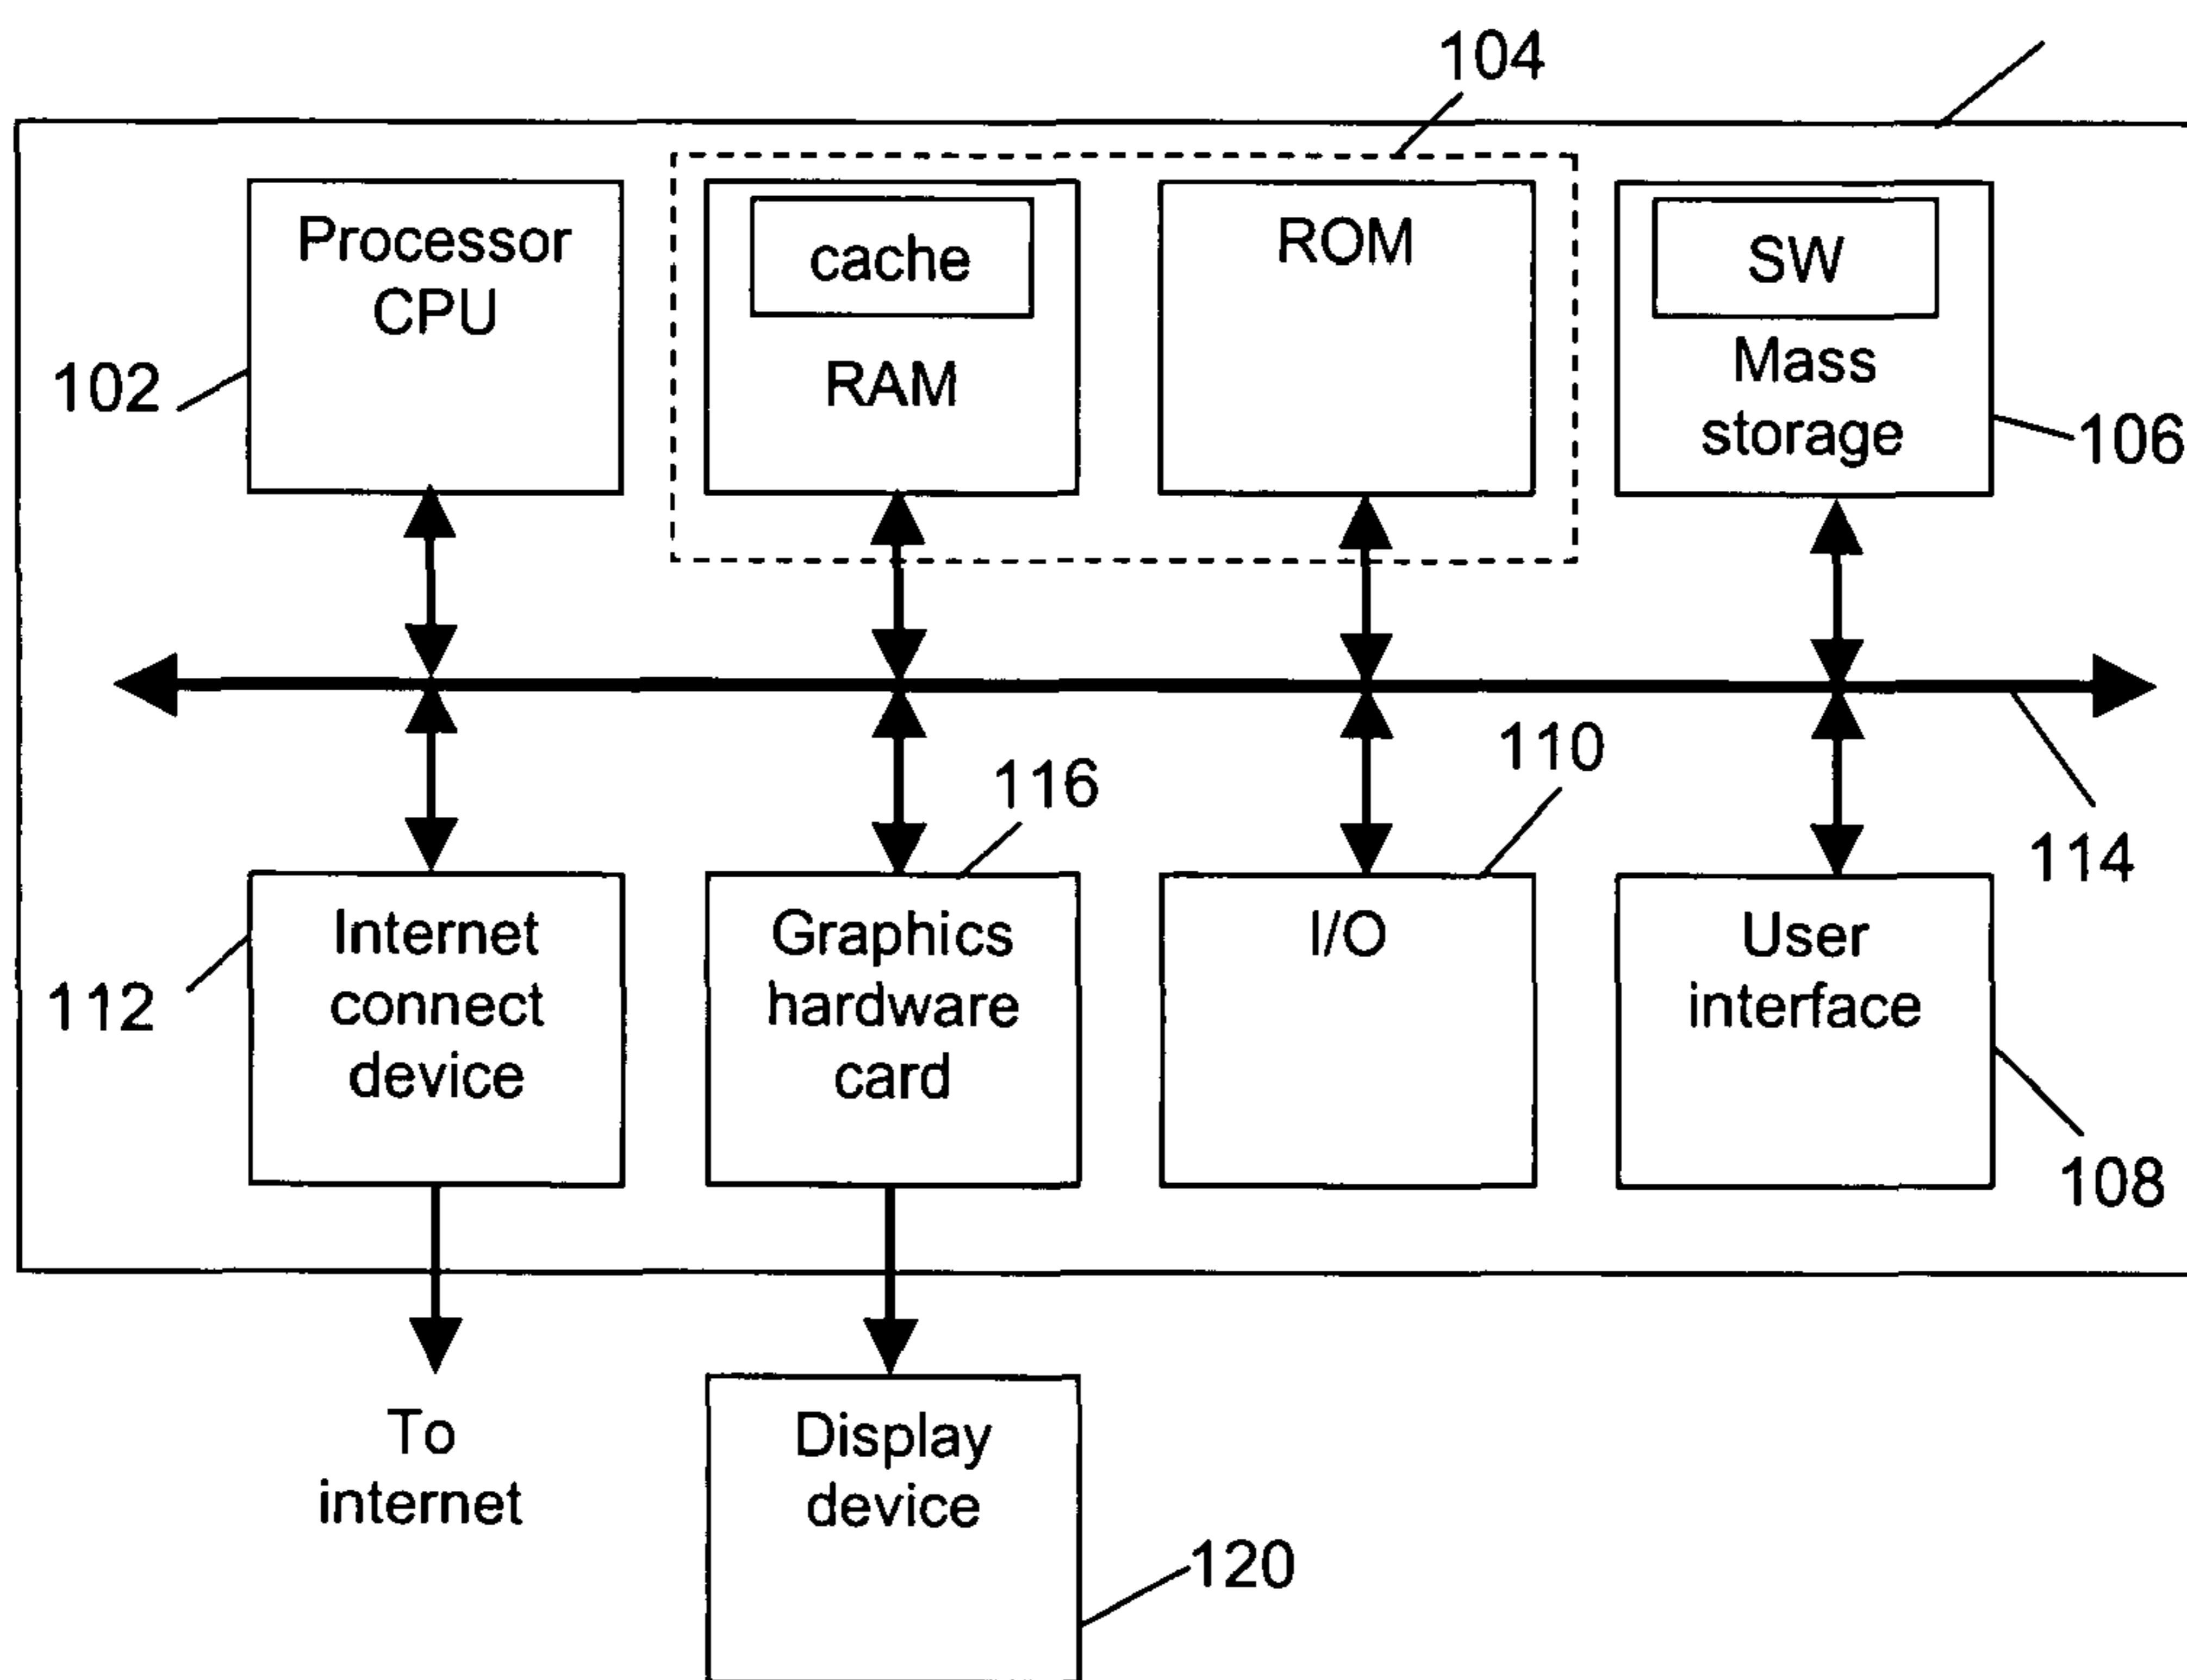 104
Processor
CPU
cache
RAM
ROM
SW
Mass
storage
102
106
116
110
114
Internet
connect
device
Graphics
hardware
card
I/O
User
interface
112
108
To
internet
Display
device
120